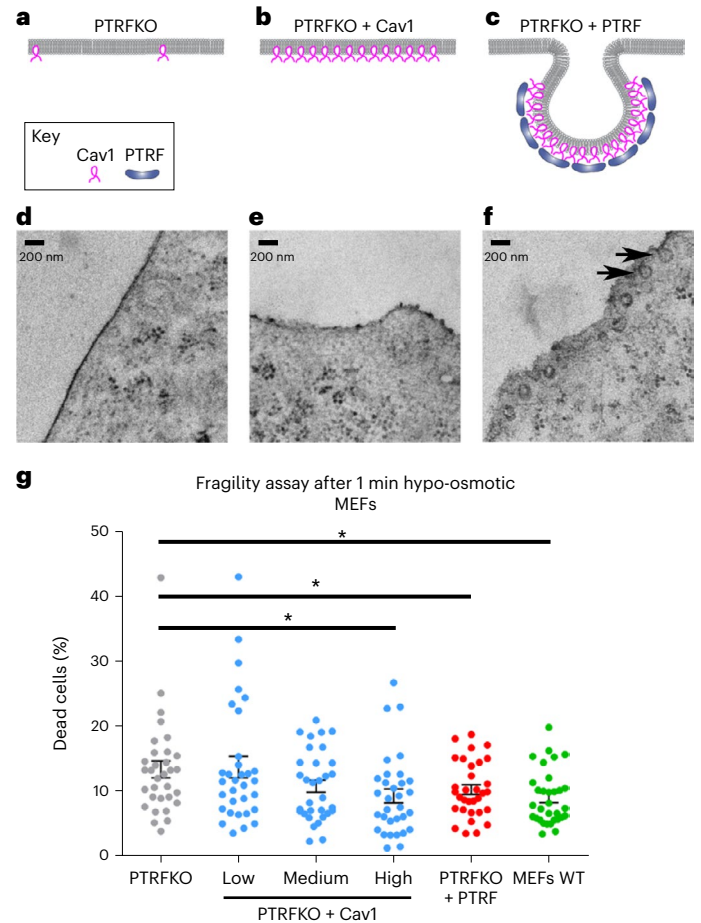 a
PTRFKO
b
PTRFKO + Cav1
c
PTRFKO + PTRF
Key
Cav1 PTRF
d
200 nm
e
200 nm
f
200 nm
g
Fragility assay after 1 min hypo-osmotic
MEFs
Dead cells (%)
50
40
30
20
10
0
*
*
*
PTRFKO
Low
Medium
High
PTRFKO
+ PTRF
MEFs WT
PTRFKO + Cav1